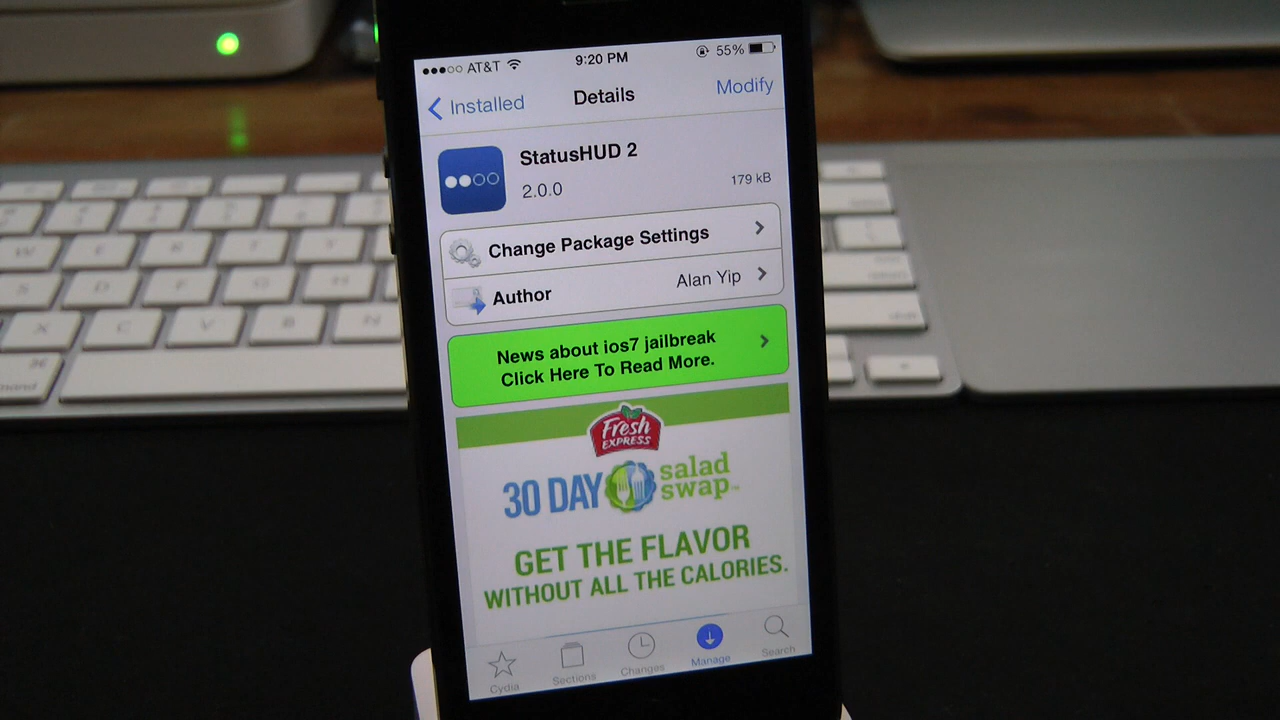 AT&T 9:20 PM 55%
Installed Details Modify
StatusHUD 2
2.0.0 179 kB
Change Package Settings
Author Alan Yip
News about ios7 jailbreak
Click Here To Read More.
Fresh
EXPRESS
30 DAY salad
swap™
GET THE FLAVOR
WITHOUT ALL THE CALORIES.
Cydia Sections Changes Manage Search
X C V B N